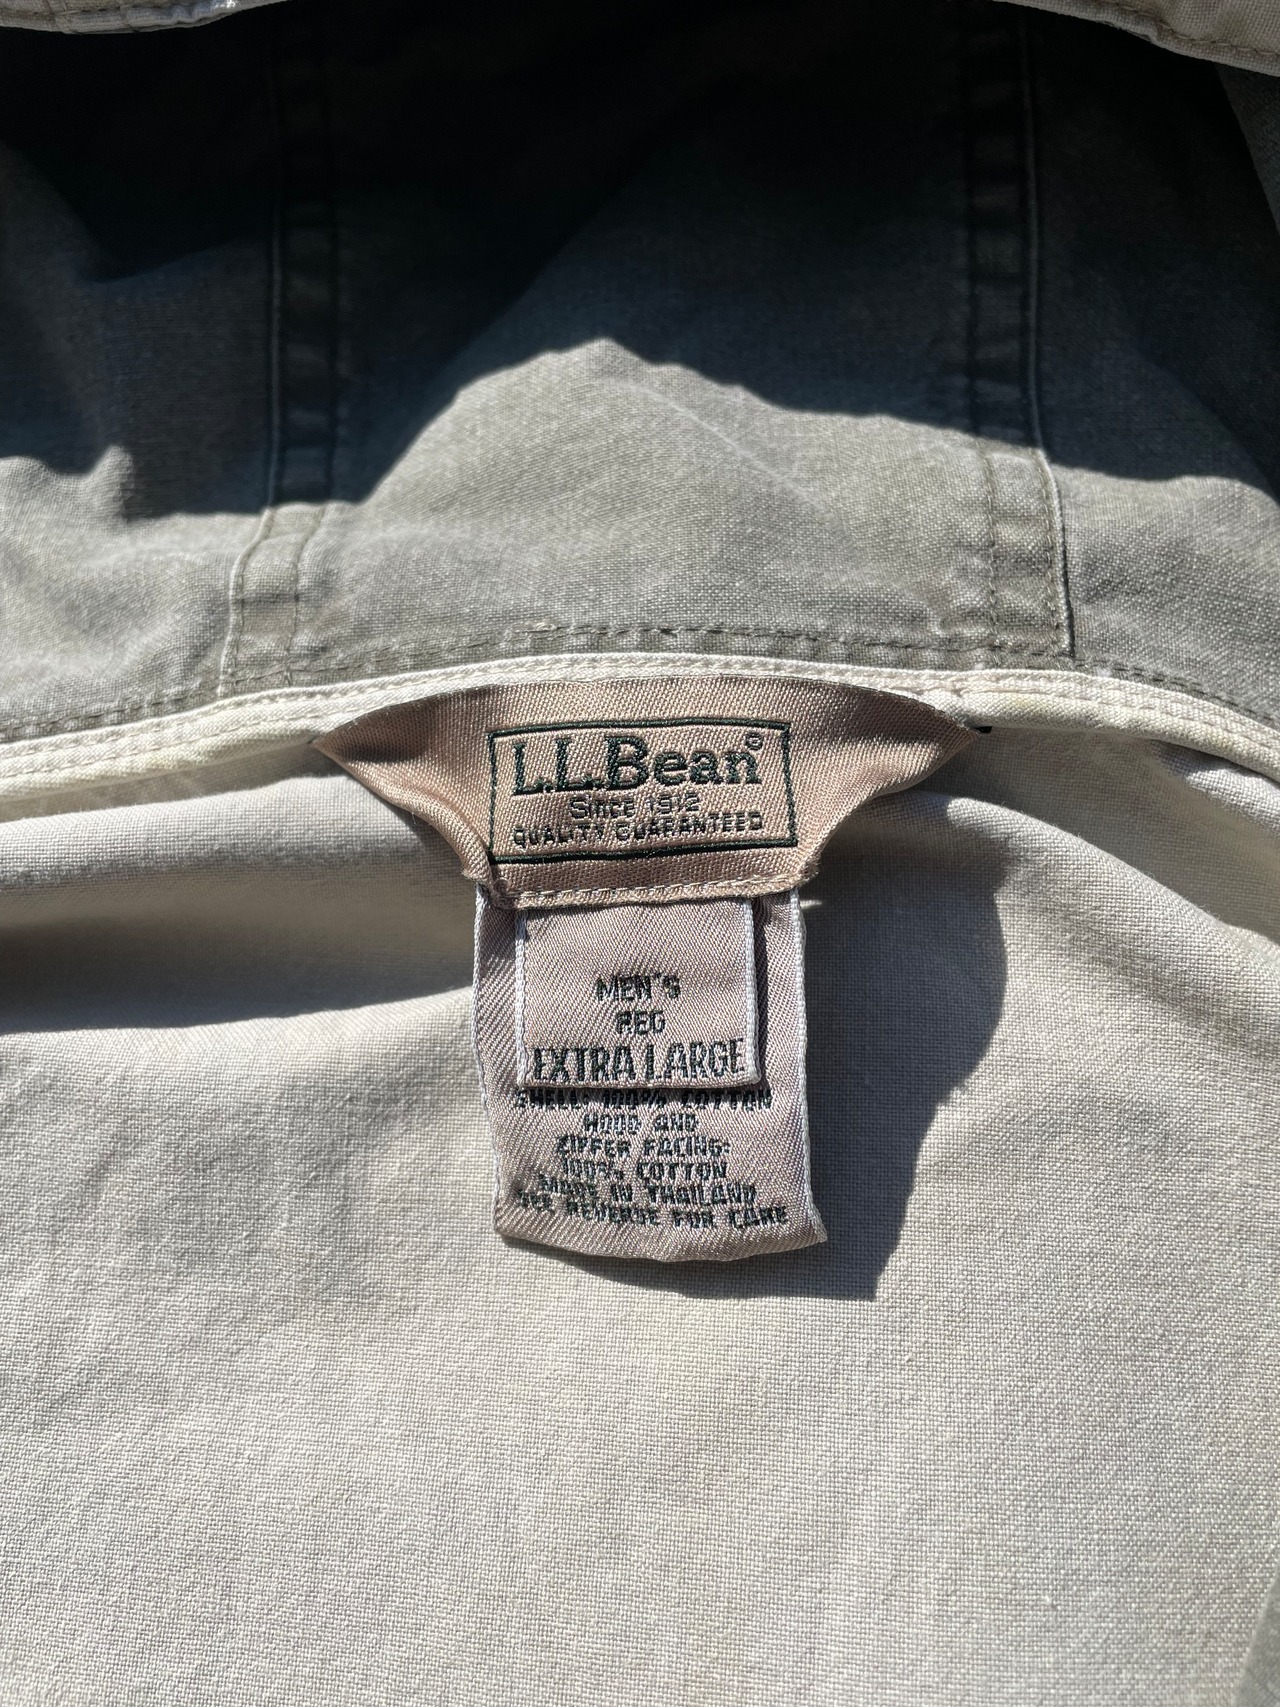 L.L.Bean®
Since 1912
QUALITY GUARANTEED
MEN'S
REG
EXTRA LARGE
SHELL: 100% COTTON
HOOD AND
ZIPPER FACING:
100% COTTON
MADE IN THAILAND
SEE REVERSE FOR CARE